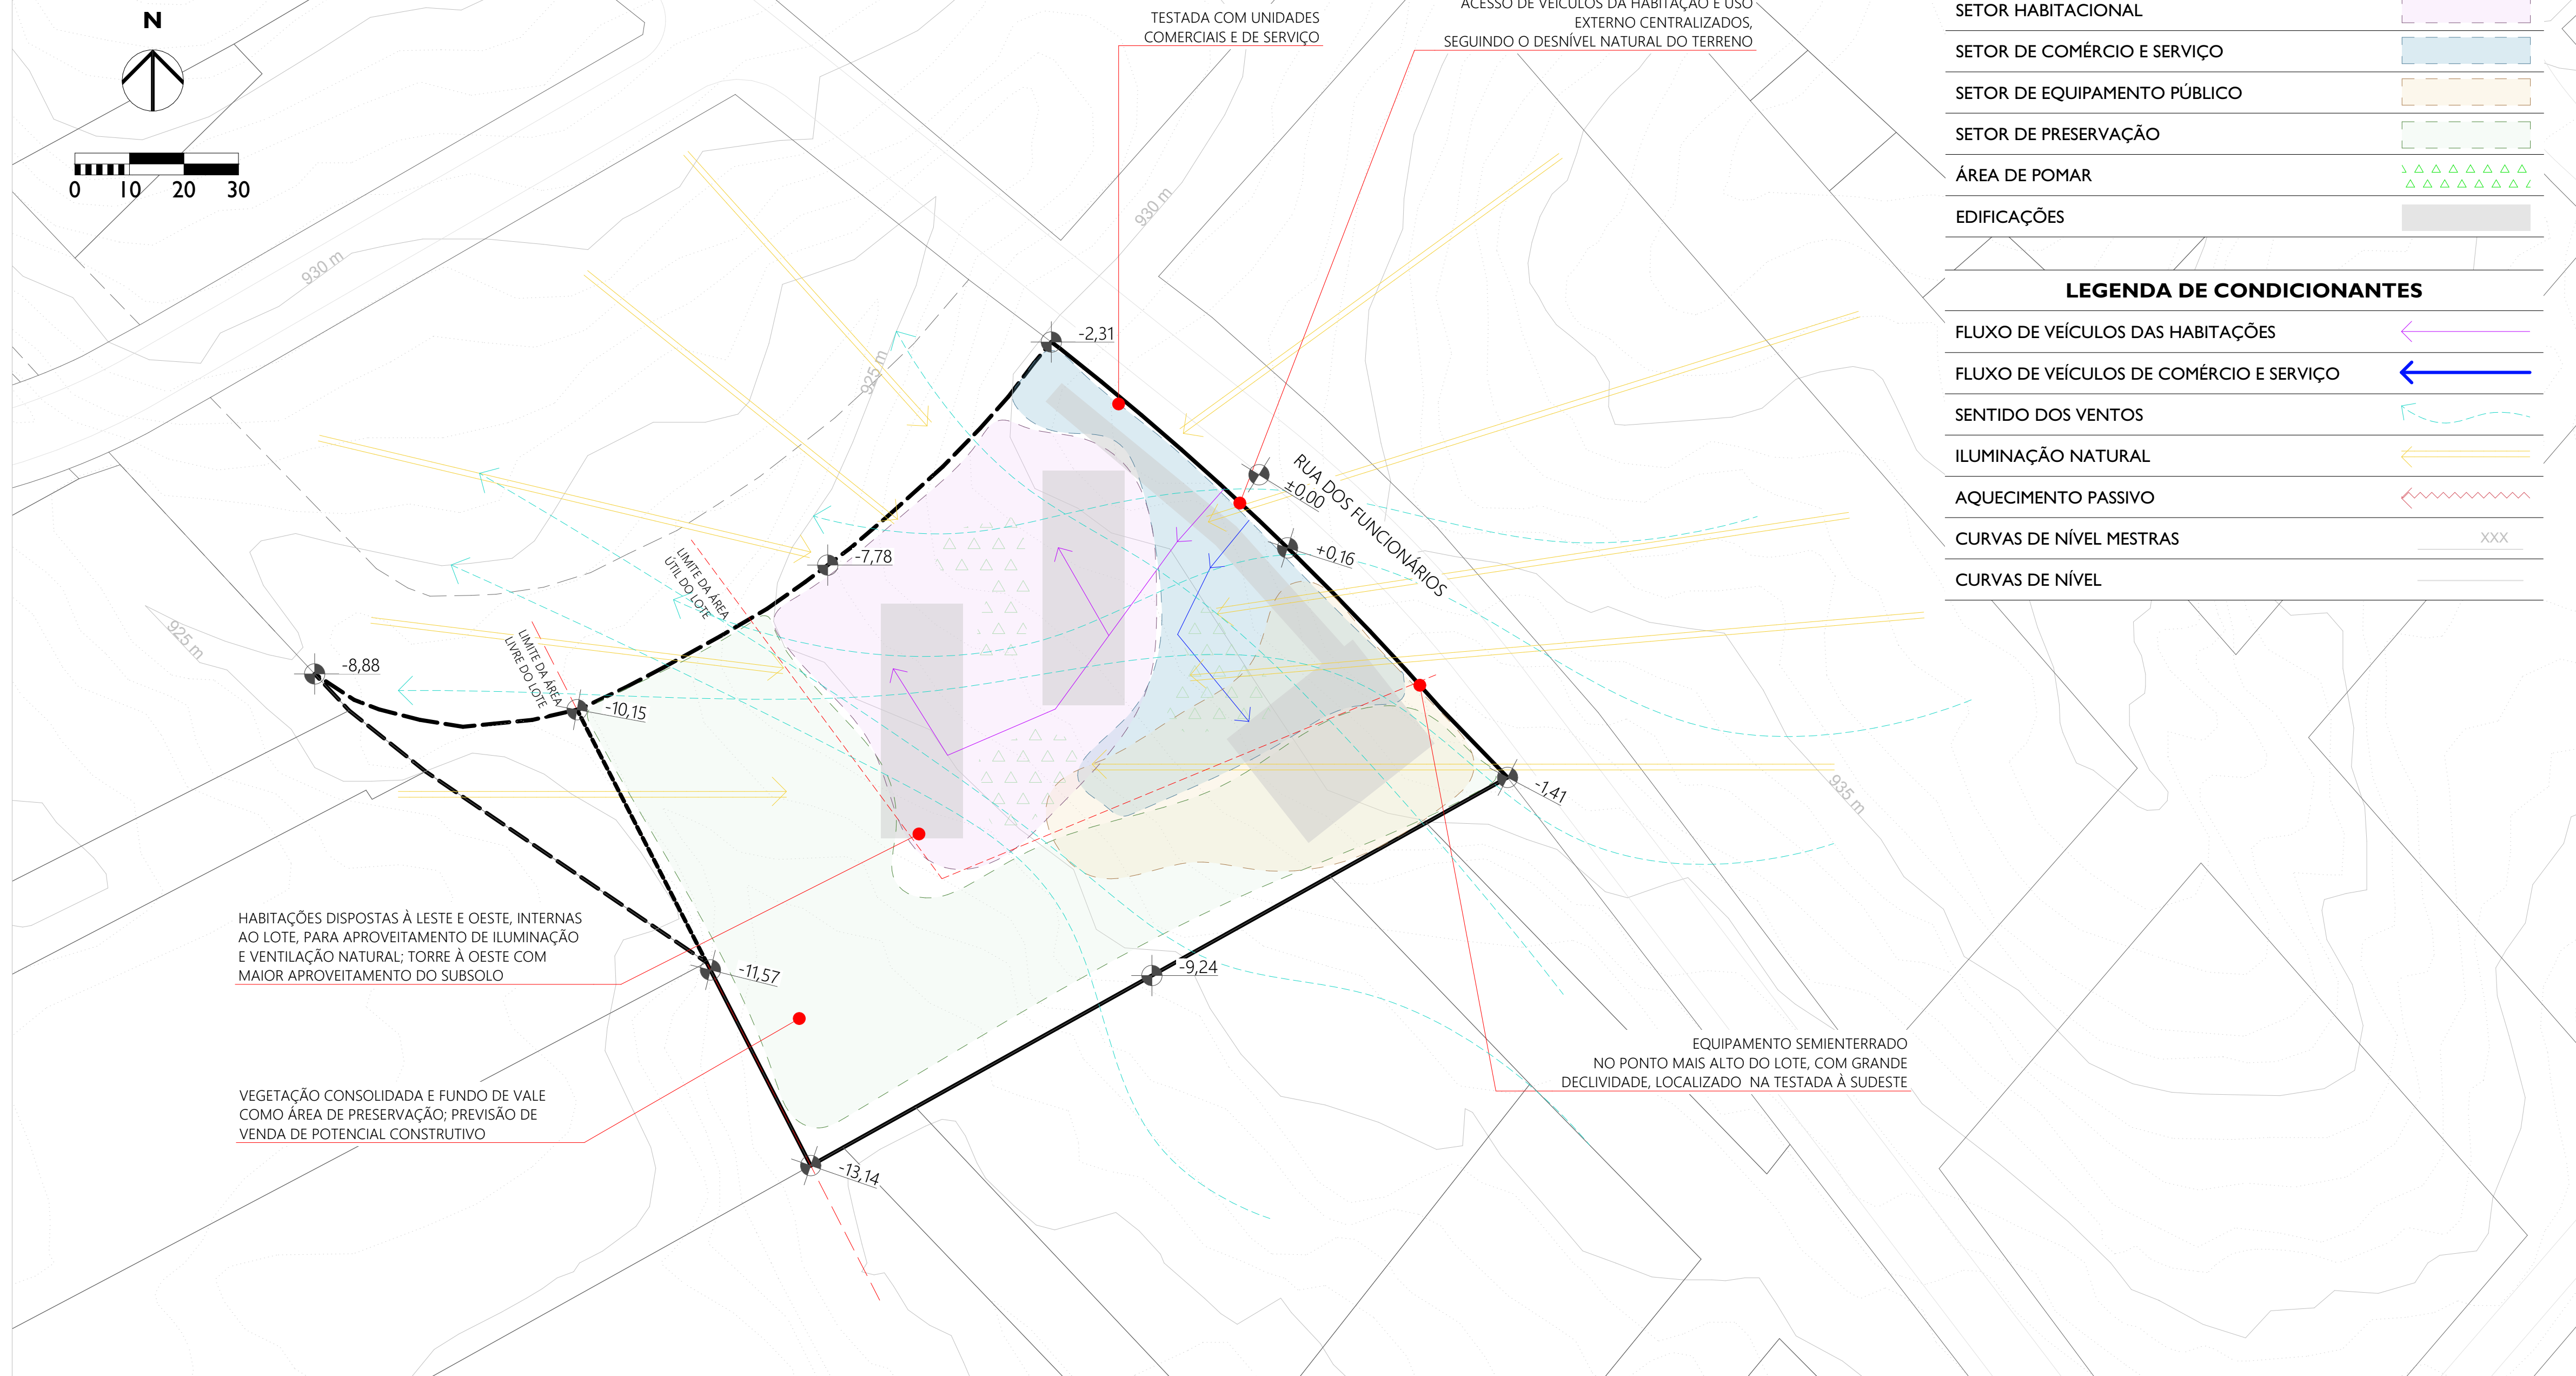 N
0 10 20 30
TESTADA COM UNIDADES
COMERCIAIS E DE SERVIÇO
ACESSO DE VEÍCULOS DA HABITAÇÃO E USO
EXTERNO CENTRALIZADOS,
SEGUINDO O DESNÍVEL NATURAL DO TERRENO
SETOR HABITACIONAL
SETOR DE COMÉRCIO E SERVIÇO
SETOR DE EQUIPAMENTO PÚBLICO
SETOR DE PRESERVAÇÃO
ÁREA DE POMAR
EDIFICAÇÕES
LEGENDA DE CONDICIONANTES
FLUXO DE VEÍCULOS DAS HABITAÇÕES
FLUXO DE VEÍCULOS DE COMÉRCIO E SERVIÇO
SENTIDO DOS VENTOS
ILUMINAÇÃO NATURAL
AQUECIMENTO PASSIVO
CURVAS DE NÍVEL MESTRAS XXX
CURVAS DE NÍVEL
930 m
930 m
925 m
925 m
935 m
-2,31
±0,00
RUA DOS FUNCIONÁRIOS
+0,16
-7,78
LIMITE DA ÁREA
ÚTIL DO LOTE
LIMITE DA ÁREA
LIVRE DO LOTE
-8,88
-10,15
-1,41
-9,24
-11,57
-13,14
HABITAÇÕES DISPOSTAS À LESTE E OESTE, INTERNAS
AO LOTE, PARA APROVEITAMENTO DE ILUMINAÇÃO
E VENTILAÇÃO NATURAL; TORRE À OESTE COM
MAIOR APROVEITAMENTO DO SUBSOLO
VEGETAÇÃO CONSOLIDADA E FUNDO DE VALE
COMO ÁREA DE PRESERVAÇÃO; PREVISÃO DE
VENDA DE POTENCIAL CONSTRUTIVO
EQUIPAMENTO SEMIENTERRADO
NO PONTO MAIS ALTO DO LOTE, COM GRANDE
DECLIVIDADE, LOCALIZADO NA TESTADA À SUDESTE